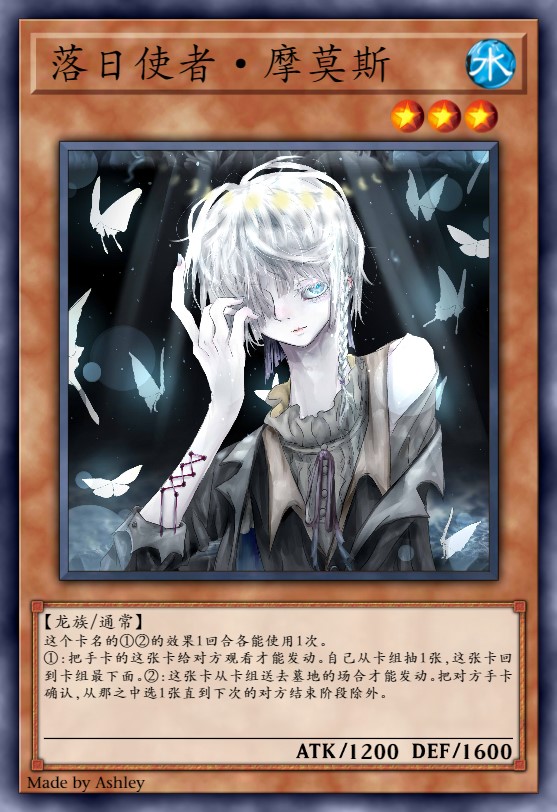 落日使者·摩莫斯
水
【龙族/通常】
这个卡名的①②的效果1回合各能使用1次。
①:把手卡的这张卡给对方观看才能发动。自己从卡组抽1张,这张卡回
到卡组最下面。②:这张卡从卡组送去墓地的场合才能发动。把对方手卡
确认,从那之中选1张直到下次的对方结束阶段除外。
ATK/1200 DEF/1600
Made by Ashley